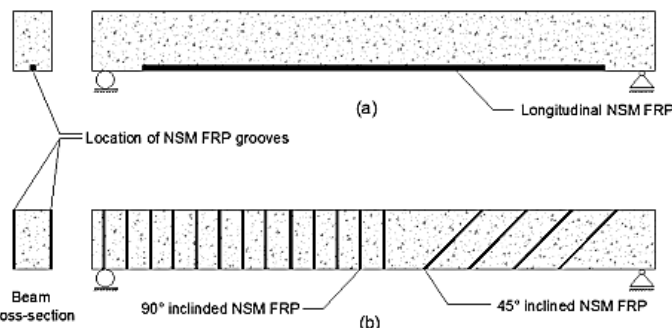 (a)
Longitudinal NSM FRP
Location of NSM FRP grooves
Beam
oss-section
90° inclinded NSM FRP
45° inclined NSM FRP
(b)